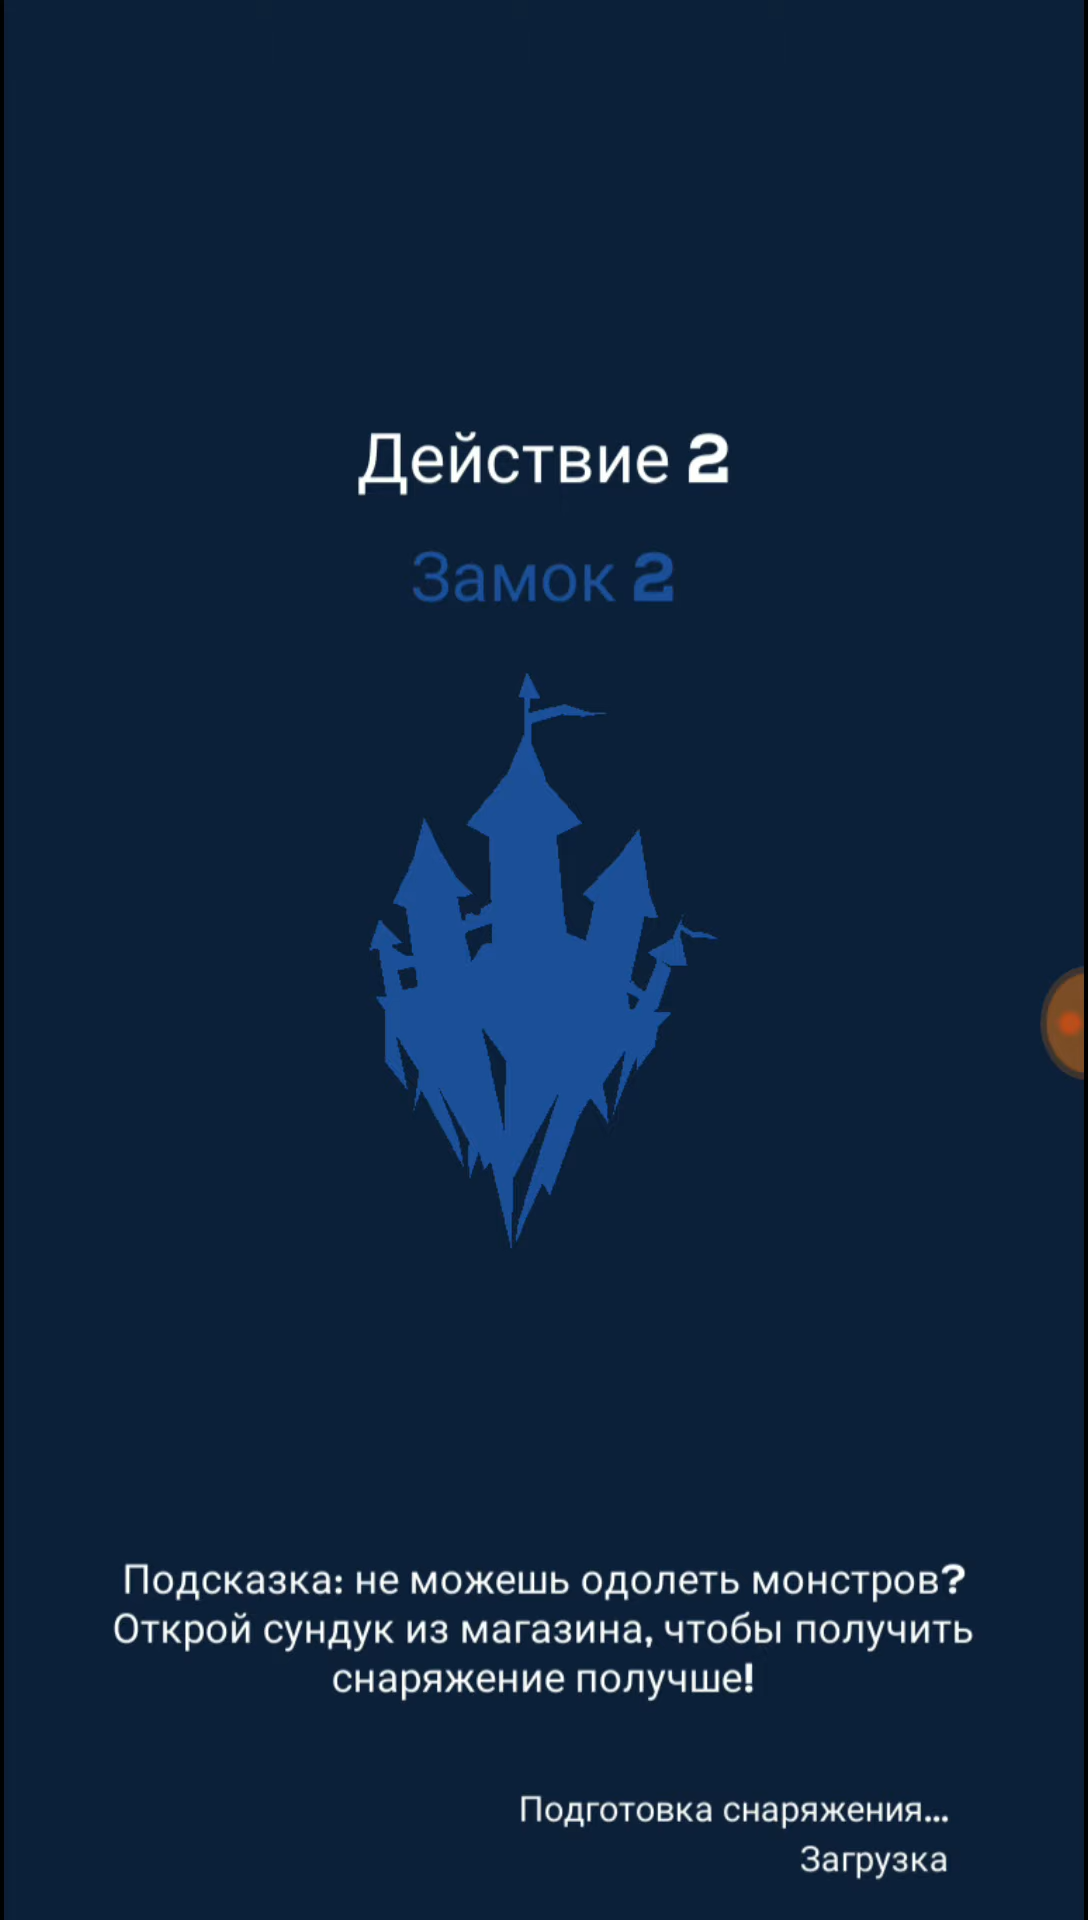 Действие 2
Замок 2
Подсказка: не можешь одолеть монстров?
Открой сундук из магазина, чтобы получить
снаряжение получше!
Подготовка снаряжения...
Загрузка